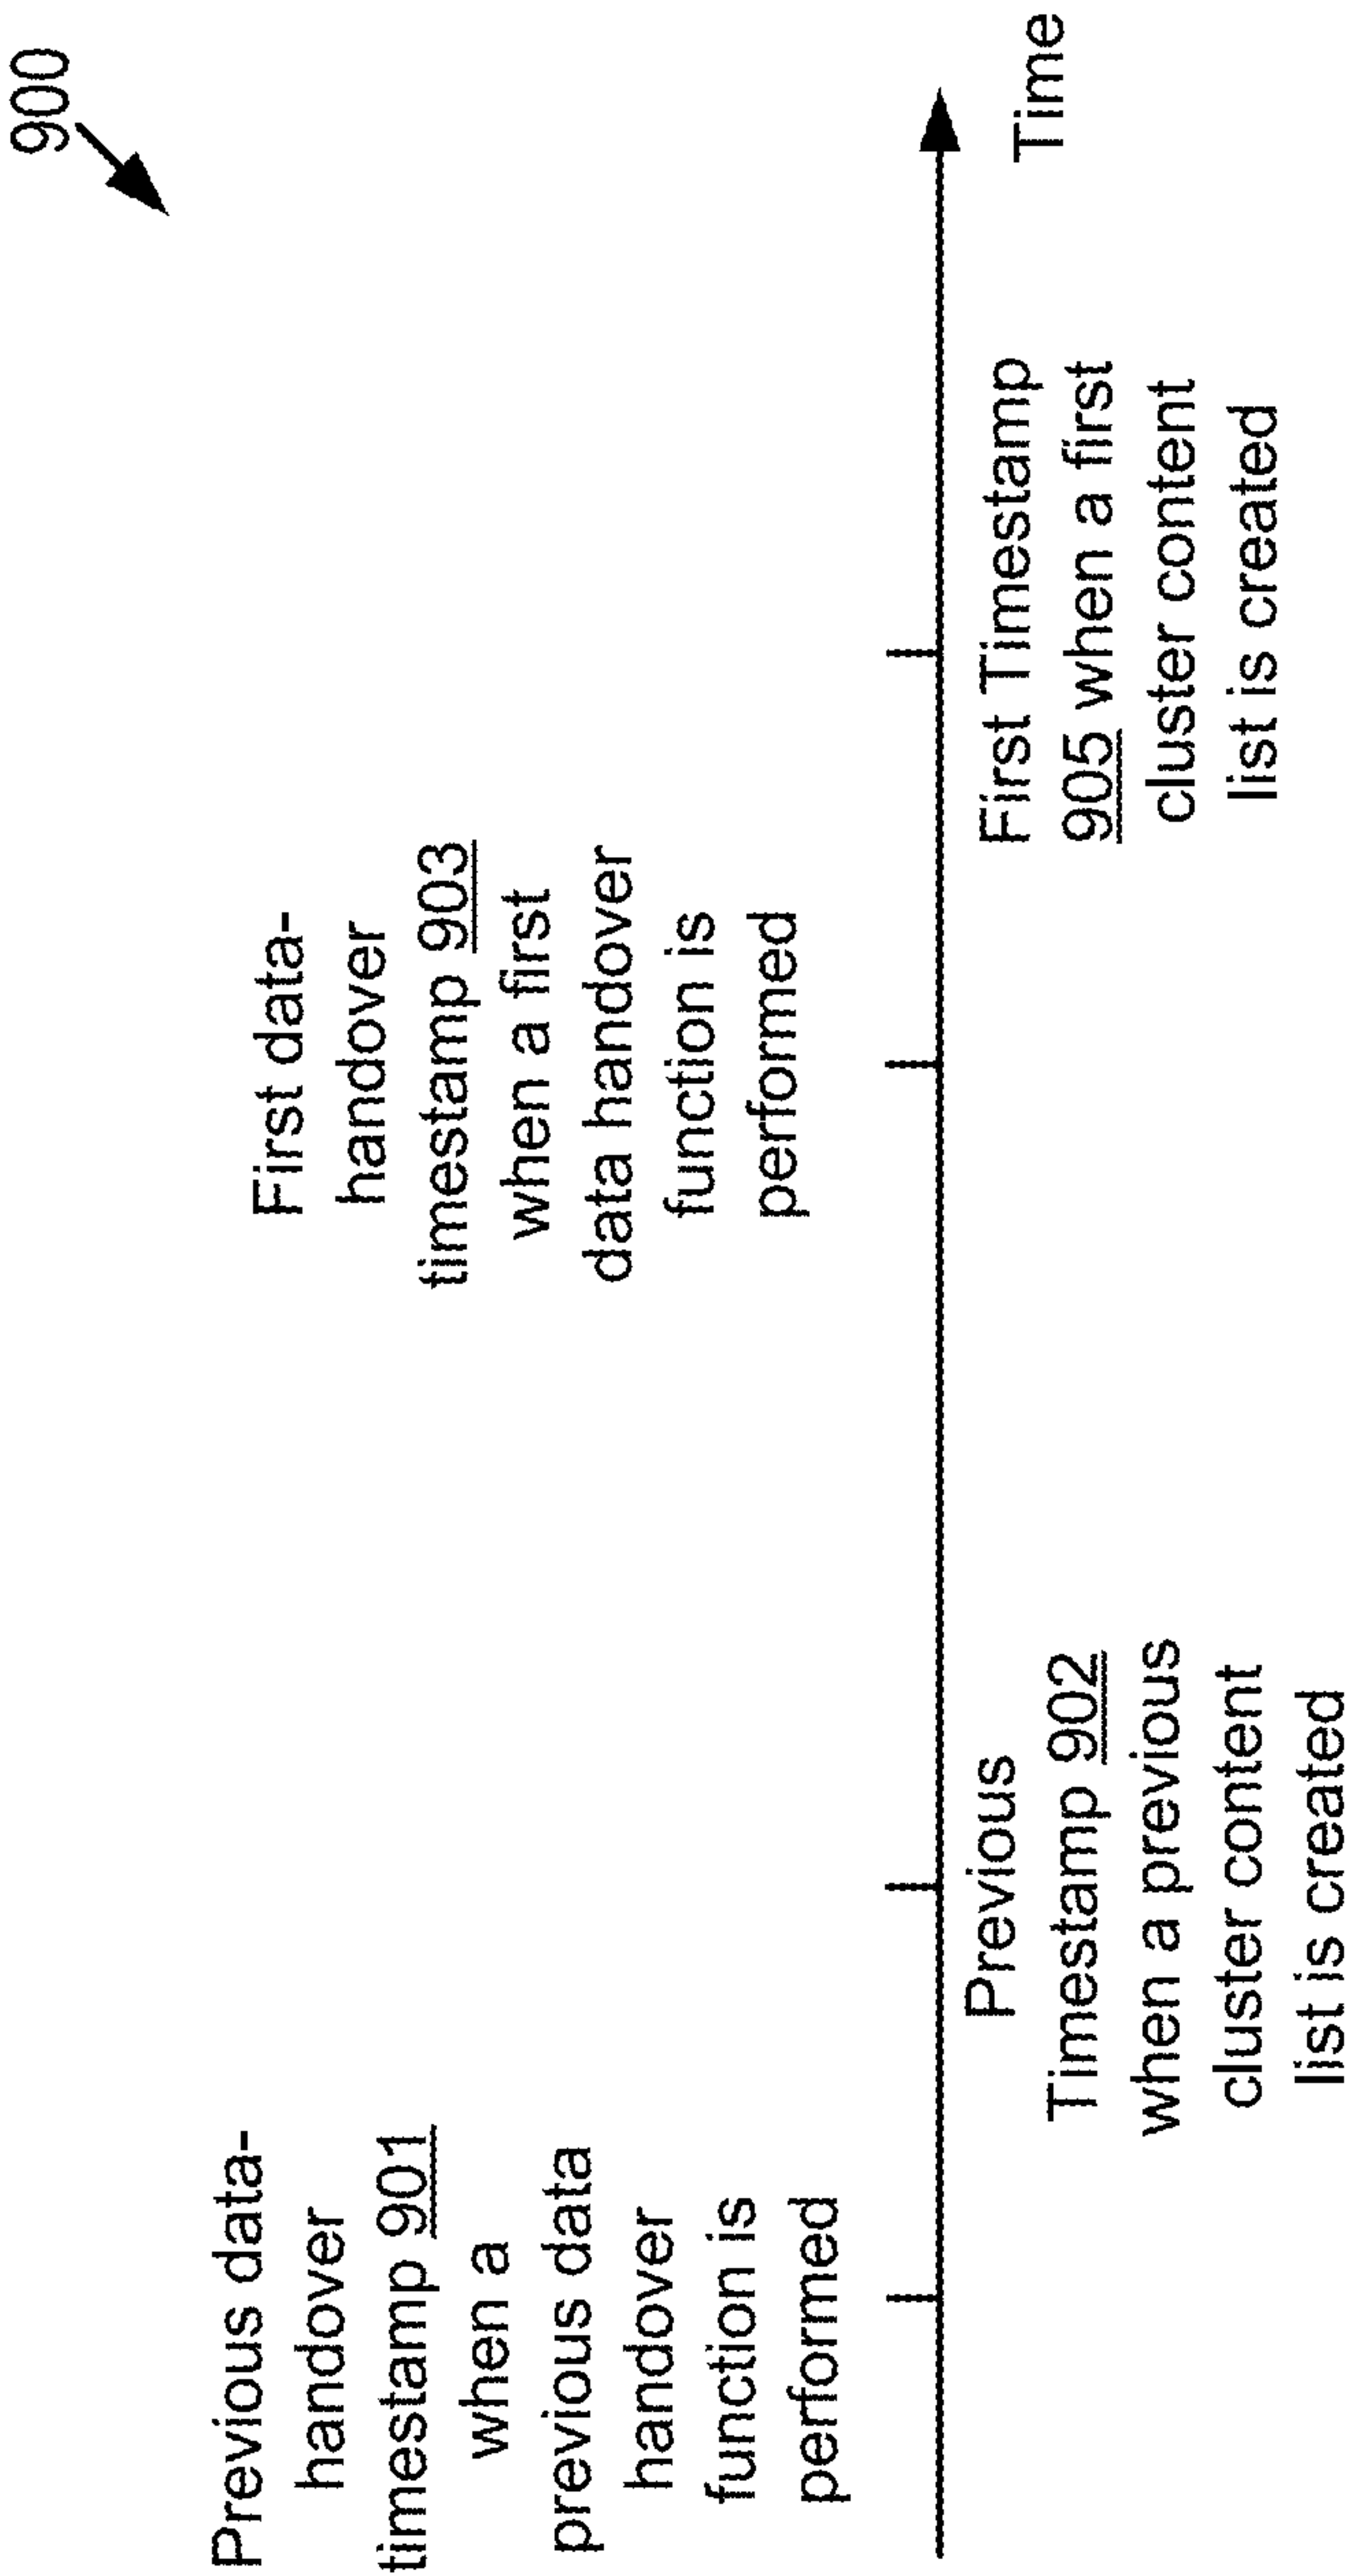 900
Previous data-
handover
timestamp 901
when a
previous data
handover
function is
performed
First data-
handover
timestamp 903
when a first
data handover
function is
performed
Previous
Timestamp 902
when a previous
cluster content
list is created
First Timestamp
905 when a first
cluster content
list is created
Time